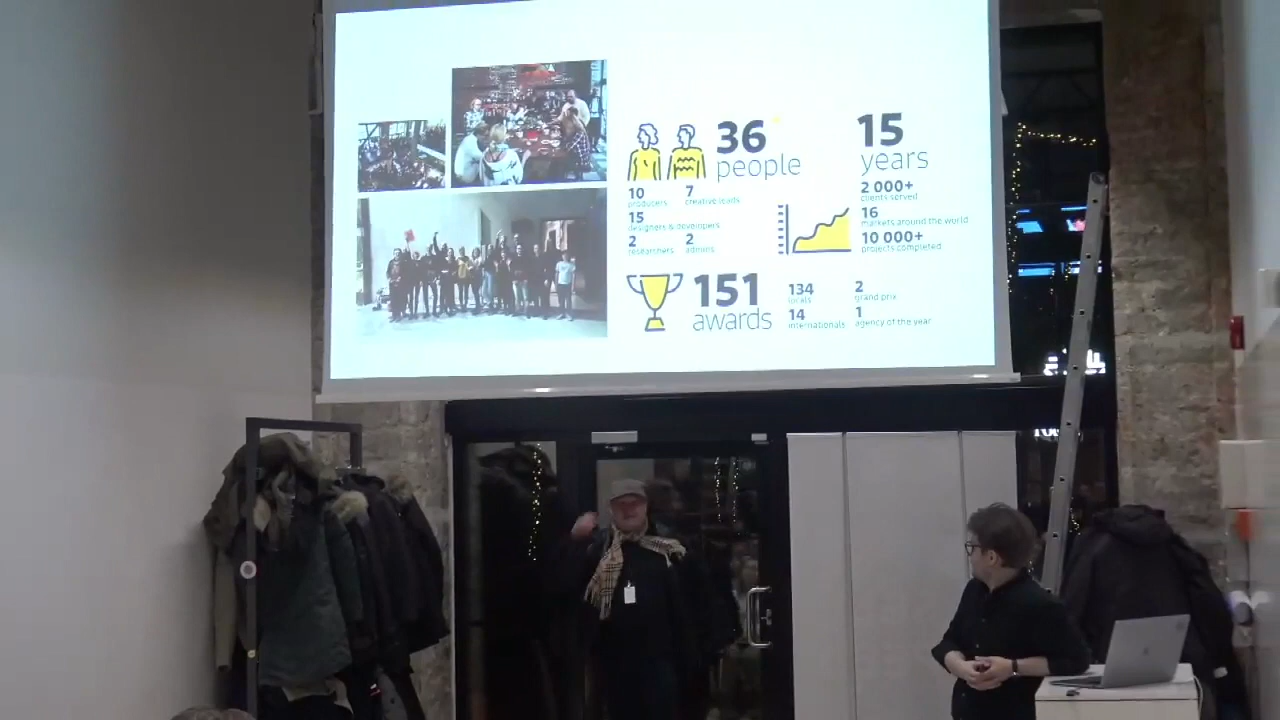 36
people
10
producers
7
creative leads
15
designers & developers
2
researchers
2
admins
15
years
2 000+
clients served
16
markets around the world
10 000+
projects completed
151
awards
134
locals
2
grand prix
14
internationals
1
agency of the year